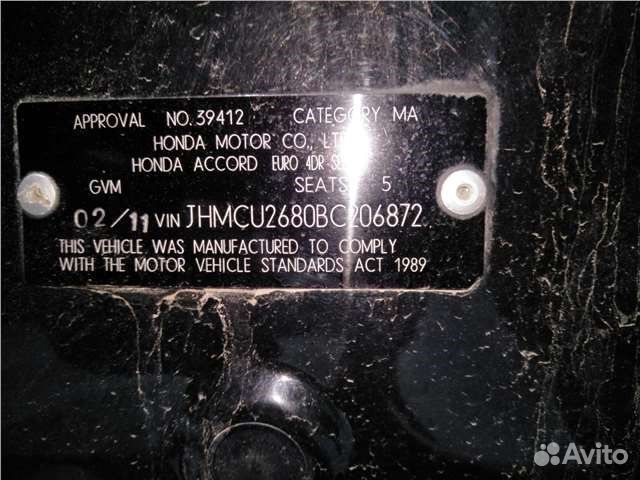 APPROVAL NO. 39412 CATEGORY MA
HONDA MOTOR CO., LT
HONDA ACCORD EURO 4DR
GVM SEATS 5
02/11 VIN JHMCU2680BC206872
THIS VEHICLE WAS MANUFACTURED TO COMPLY
WITH THE MOTOR VEHICLE STANDARDS ACT 1989
Avito